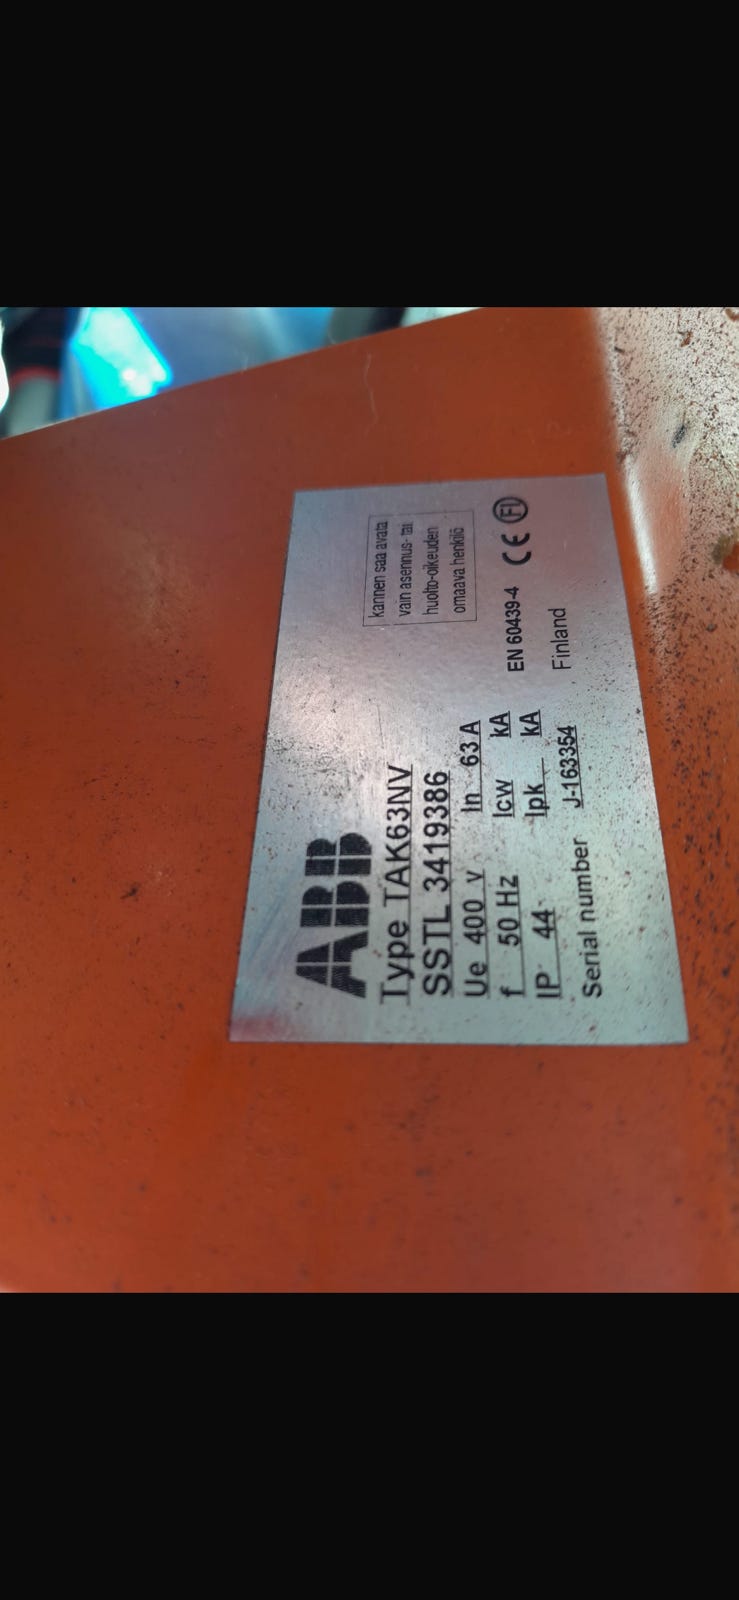 ABB
Type TAK63NV
SSTL 3419386
Ue 400 V In 63 A
f 50 Hz Icw kA
IP 44 Ipk kA
Serial number J-163354
kannen saa avata
vain asennus- tai
huolto-oikeuden
omaava henkilö
EN 60439-4 CE FI
Finland